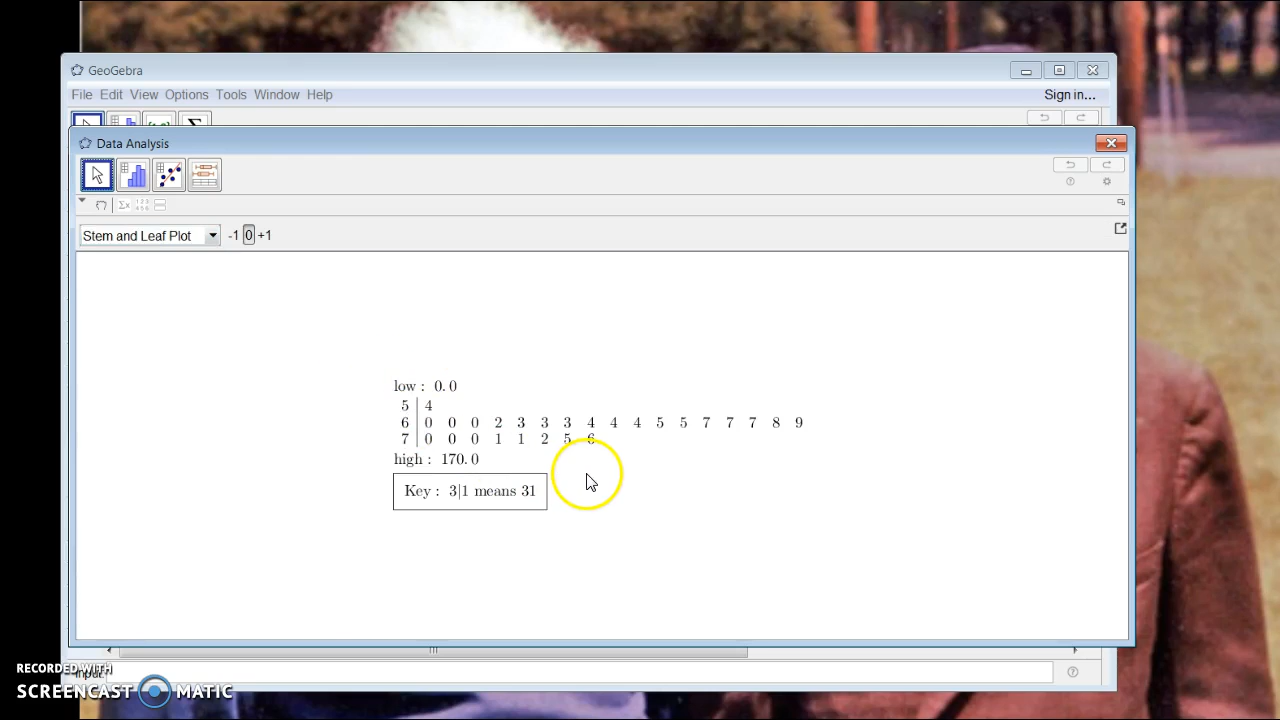 GeoGebra
File Edit View Options Tools Window Help
Sign in...
Data Analysis
Stem and Leaf Plot -1 0 +1
low : 0.0
5 4
6 0 0 0 2 3 3 3 4 4 4 5 5 7 7 7 8 9
7 0 0 0 1 1 2 5 6
high : 170.0
Key : 3|1 means 31
RECORDED WITH
Input:
SCREENCAST MATIC